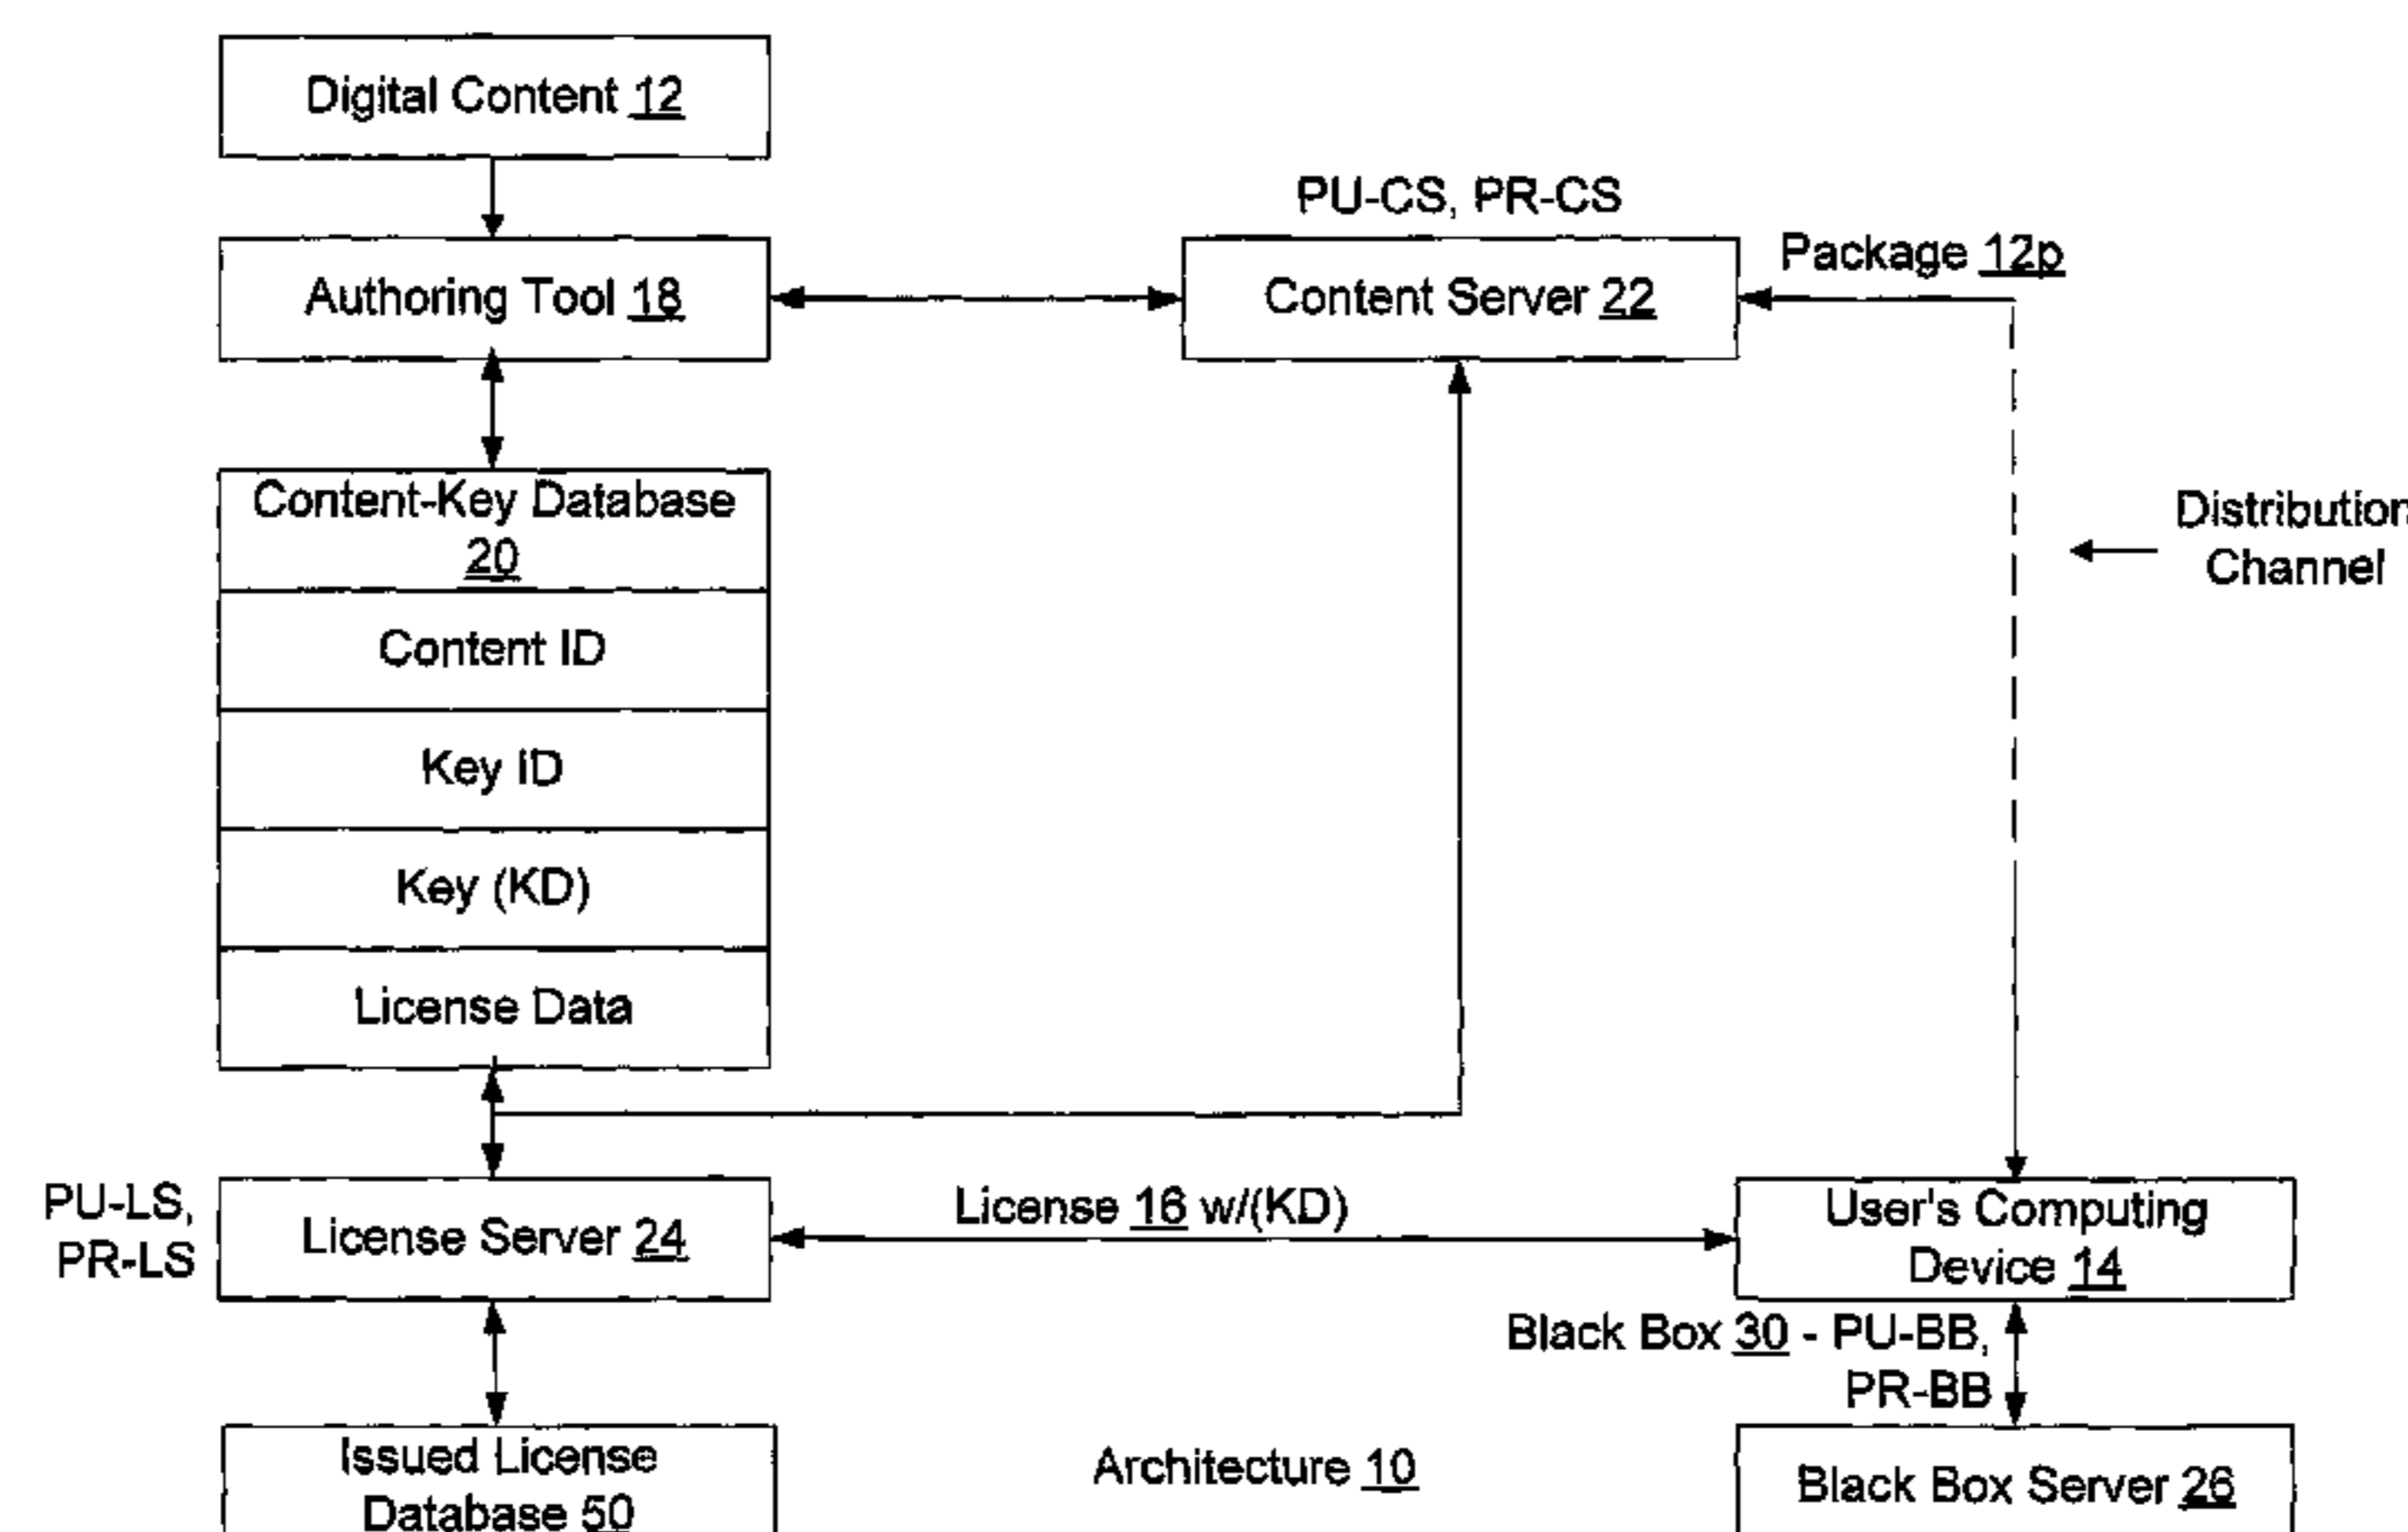 Digital Content 12
PU-CS, PR-CS
Package 12p
Authoring Tool 18
Content Server 22
Content-Key Database
20
Distribution
Channel
Content ID
Key ID
Key (KD)
License Data
PU-LS,
PR-LS
License Server 24
License 16 w/(KD)
User's Computing
Device 14
Black Box 30 - PU-BB,
PR-BB
Issued License
Database 50
Architecture 10
Black Box Server 26